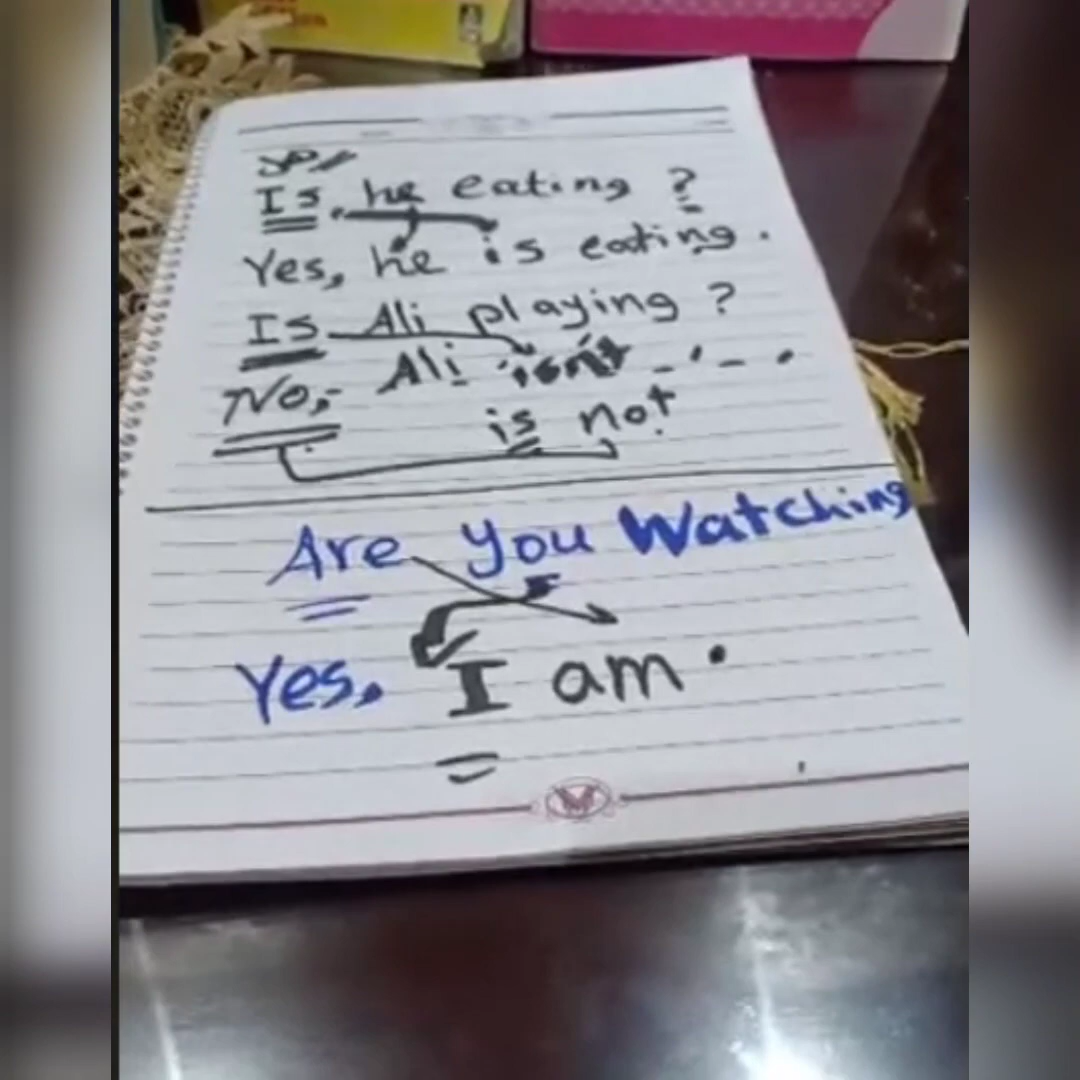 Is he eating ?
Yes, he is eating.
Is Ali playing ?
No, Ali isn't - - - .
is not
Are you Watching
Yes, I am.